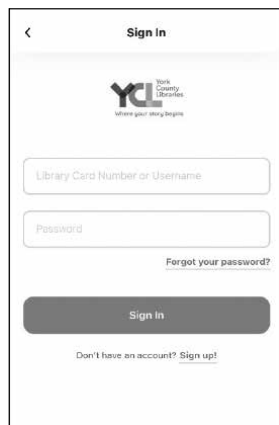 Sign In
YCL
York
County
Libraries
Where your story begins
Library Card Number or Username
Password
Forgot your password?
Sign In
Don't have an account? Sign up!